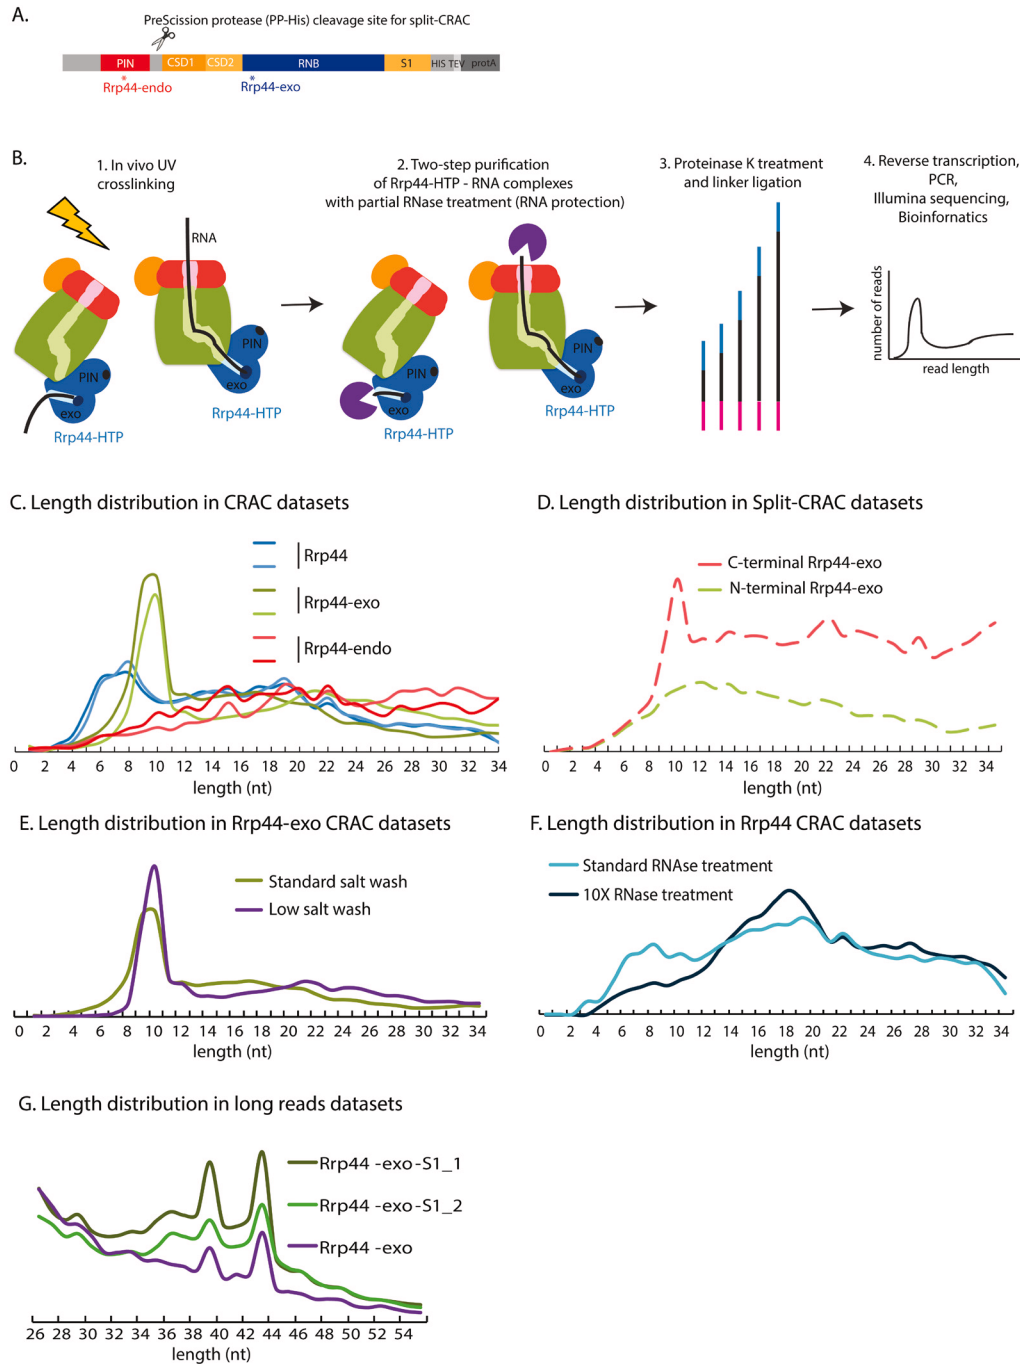 A.
PreScission protease (PP-His) cleavage site for split-CRAC
PIN
CSD1
CSD2
RNB
S1
HIS
TEV
protA
*
*
Rrp44-endo
Rrp44-exo
B.
1. In vivo UV
crosslinking
2. Two-step purification
of Rrp44-HTP - RNA complexes
with partial RNase treatment (RNA protection)
3. Proteinase K treatment
and linker ligation
4. Reverse transcription,
PCR,
Illumina sequencing,
Bioinfornatics
RNA
PIN
exo
Rrp44-HTP
PIN
exo
Rrp44-HTP
PIN
exo
Rrp44-HTP
PIN
exo
Rrp44-HTP
number of reads
read length
C. Length distribution in CRAC datasets
Rrp44
Rrp44-exo
Rrp44-endo
0 2 4 6 8 10 12 14 16 18 20 22 24 26 28 30 32 34
length (nt)
D. Length distribution in Split-CRAC datasets
C-terminal Rrp44-exo
N-terminal Rrp44-exo
0 2 4 6 8 10 12 14 16 18 20 22 24 26 28 30 32 34
length (nt)
E. Length distribution in Rrp44-exo CRAC datasets
Standard salt wash
Low salt wash
0 2 4 6 8 10 12 14 16 18 20 22 24 26 28 30 32 34
length (nt)
F. Length distribution in Rrp44 CRAC datasets
Standard RNAse treatment
10X RNase treatment
0 2 4 6 8 10 12 14 16 18 20 22 24 26 28 30 32 34
length (nt)
G. Length distribution in long reads datasets
Rrp44 -exo-S1_1
Rrp44 -exo-S1_2
Rrp44 -exo
26 28 30 32 34 36 38 40 42 44 46 48 50 52 54
length (nt)